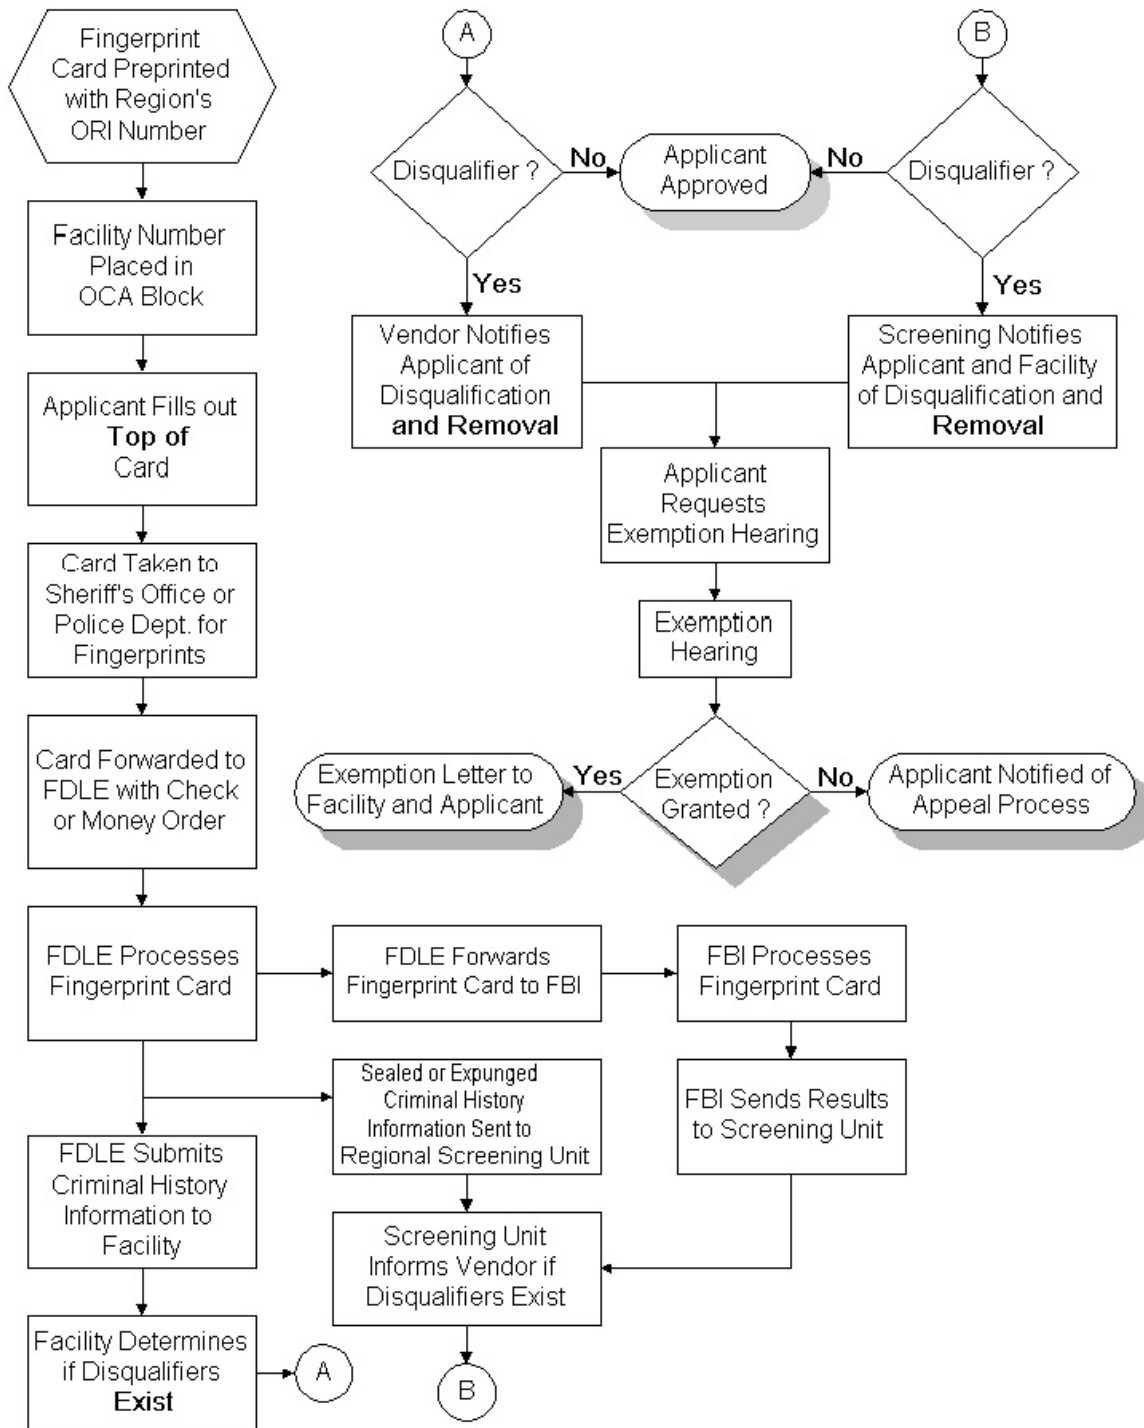 Fingerprint
Card Preprinted
with Region's
ORI Number
Facility Number
Placed in
OCA Block
Applicant Fills out
Top of
Card
Card Taken to
Sheriff's Office or
Police Dept. for
Fingerprints
Card Forwarded to
FDLE with Check
or Money Order
FDLE Processes
Fingerprint Card
FDLE Forwards
Fingerprint Card to FBI
FBI Processes
Fingerprint Card
Sealed or Expunged
Criminal History
Information Sent to
Regional Screening Unit
FBI Sends Results
to Screening Unit
FDLE Submits
Criminal History
Information to
Facility
Screening Unit
Informs Vendor if
Disqualifiers Exist
Facility Determines
if Disqualifiers
Exist
A
B
A
B
Disqualifier ?
No
Applicant
Approved
No
Disqualifier ?
Yes
Yes
Vendor Notifies
Applicant of
Disqualification
and Removal
Screening Notifies
Applicant and Facility
of Disqualification and
Removal
Applicant
Requests
Exemption Hearing
Exemption
Hearing
Exemption
Granted ?
Yes
Exemption Letter to
Facility and Applicant
No
Applicant Notified of
Appeal Process